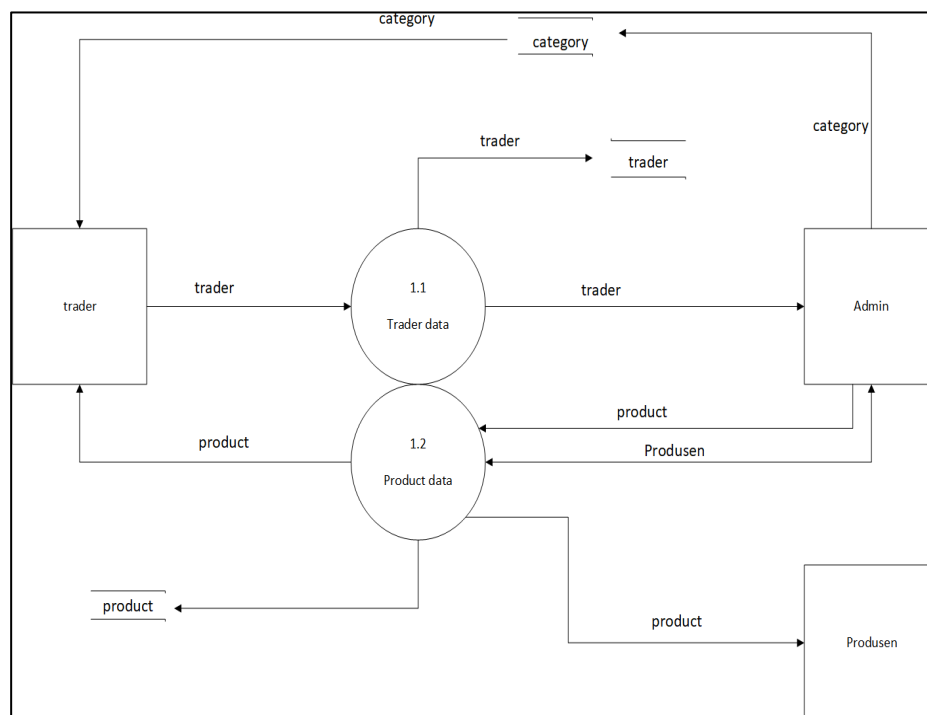 category
category
category
trader
trader
trader
trader
trader
1.1
Trader data
Admin
product
product
Produsen
1.2
Product data
product
product
Produsen